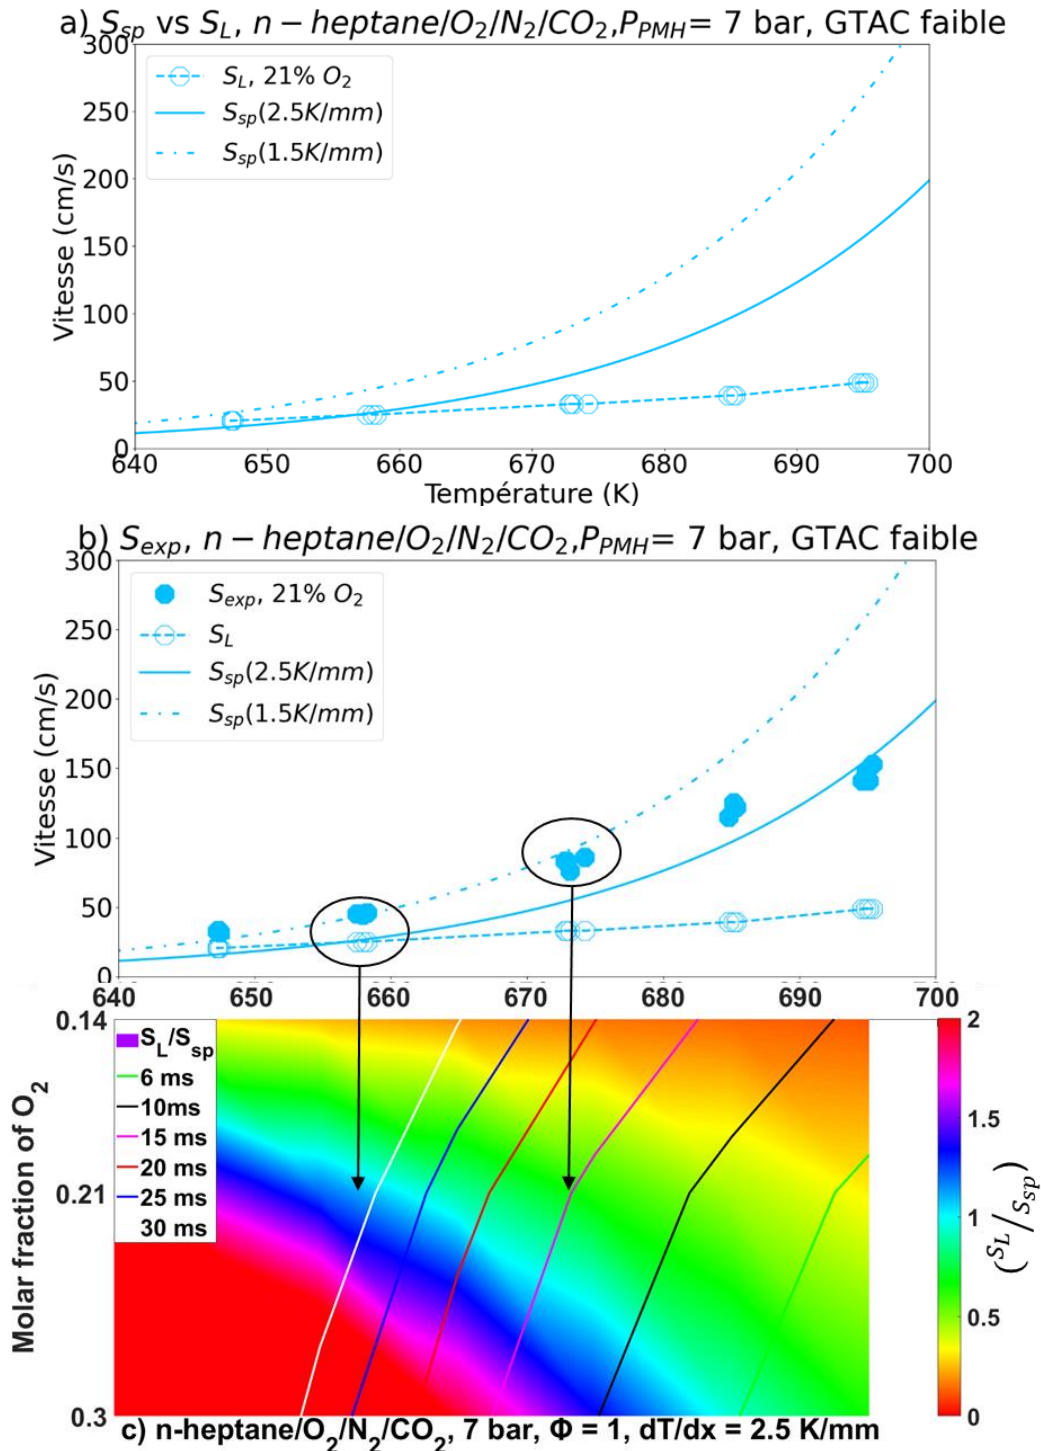 a) S_sp vs S_L, n − heptane/O₂/N₂/CO₂,P_PMH= 7 bar, GTAC faible
300
250
200
150
100
50
0
Vitesse (cm/s)
S_L, 21% O₂
S_sp(2.5K/mm)
S_sp(1.5K/mm)
640 650 660 670 680 690 700
Température (K)
b) S_exp, n − heptane/O₂/N₂/CO₂,P_PMH= 7 bar, GTAC faible
300
250
200
150
100
50
0
Vitesse (cm/s)
S_exp, 21% O₂
S_L
S_sp(2.5K/mm)
S_sp(1.5K/mm)
640 650 660 670 680 690 700
0.14
0.21
0.3
Molar fraction of O₂
S_L/S_sp
6 ms
10ms
15 ms
20 ms
25 ms
30 ms
2
1.5
1
0.5
0
(S_L/S_sp)
c) n-heptane/O₂/N₂/CO₂, 7 bar, Φ = 1, dT/dx = 2.5 K/mm